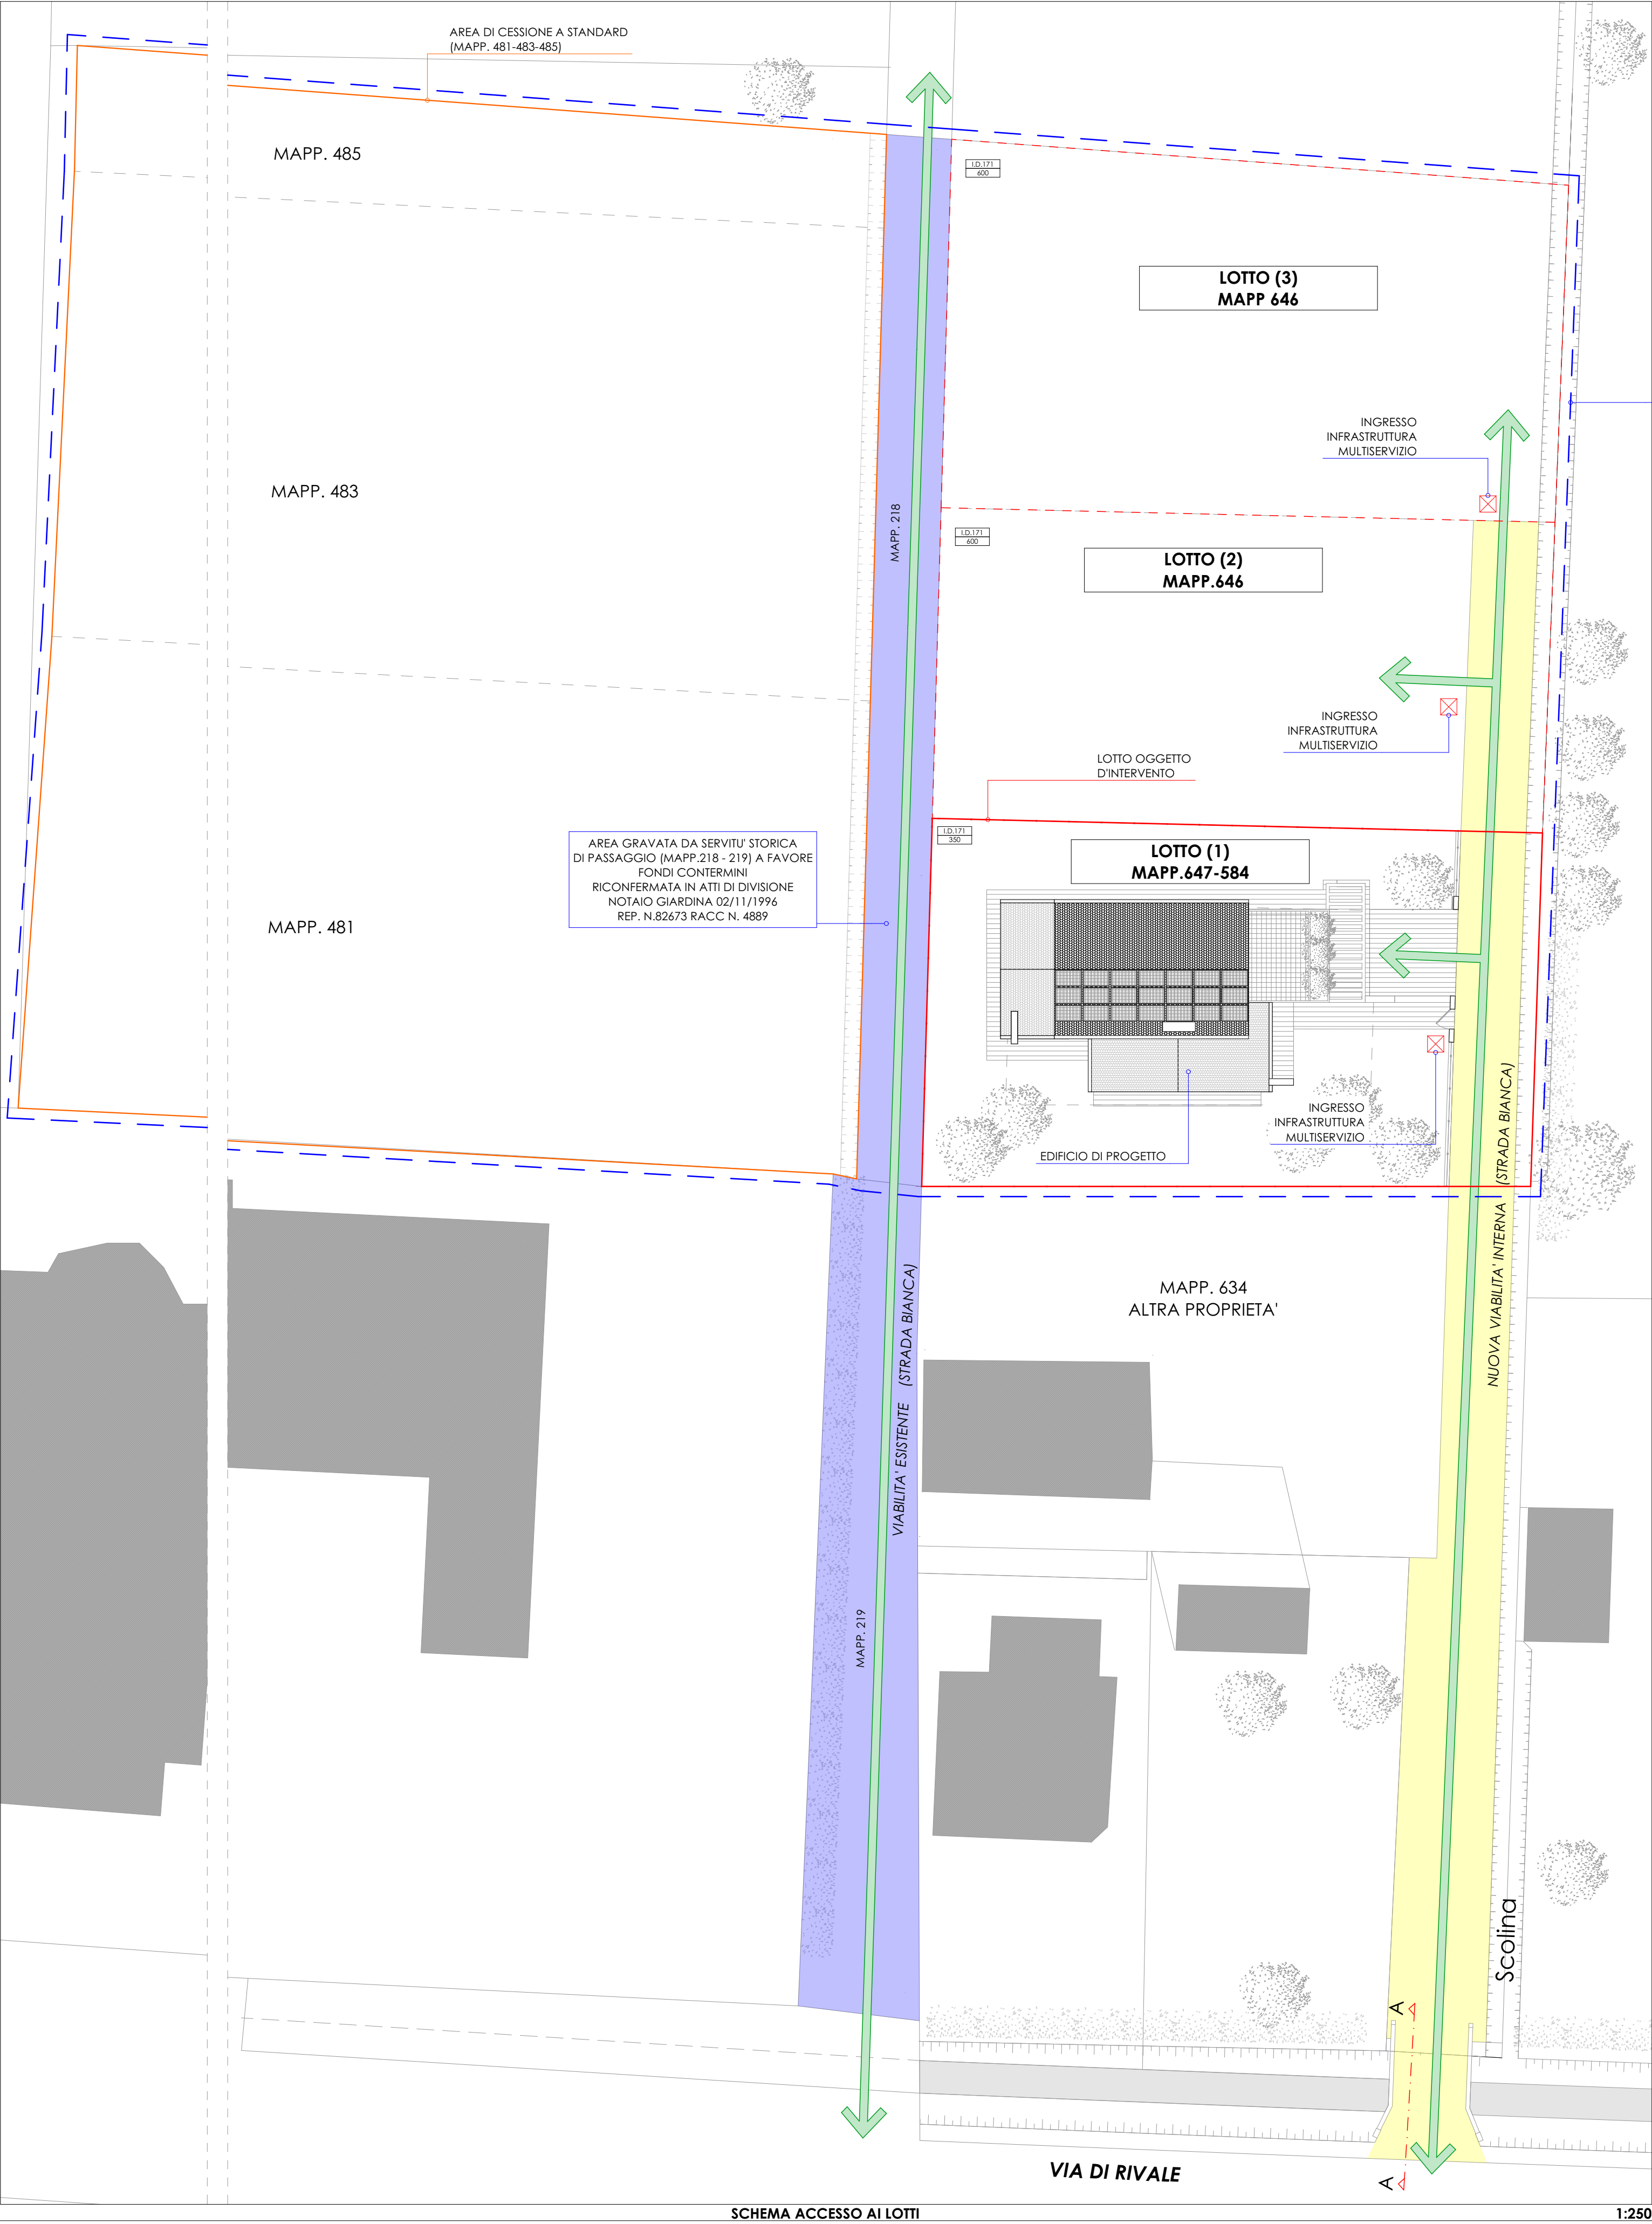 AREA DI CESSIONE A STANDARD
(MAPP. 481-483-485)
MAPP. 485
I.D.171
600
LOTTO (3)
MAPP 646
INGRESSO
INFRASTRUTTURA
MULTISERVIZIO
MAPP. 483
MAPP. 218
I.D.171
600
LOTTO (2)
MAPP.646
INGRESSO
INFRASTRUTTURA
MULTISERVIZIO
LOTTO OGGETTO
D'INTERVENTO
I.D.171
350
LOTTO (1)
MAPP.647-584
AREA GRAVATA DA SERVITU' STORICA
DI PASSAGGIO (MAPP.218 - 219) A FAVORE
FONDI CONTERMINI
RICONFERMATA IN ATTI DI DIVISIONE
NOTAIO GIARDINA 02/11/1996
REP. N.82673 RACC N. 4889
MAPP. 481
INGRESSO
INFRASTRUTTURA
MULTISERVIZIO
EDIFICIO DI PROGETTO
NUOVA VIABILITA' INTERNA (STRADA BIANCA)
MAPP. 634
ALTRA PROPRIETA'
VIABILITA' ESISTENTE (STRADA BIANCA)
MAPP. 219
Scolina
A
A
VIA DI RIVALE
SCHEMA ACCESSO AI LOTTI
1:250